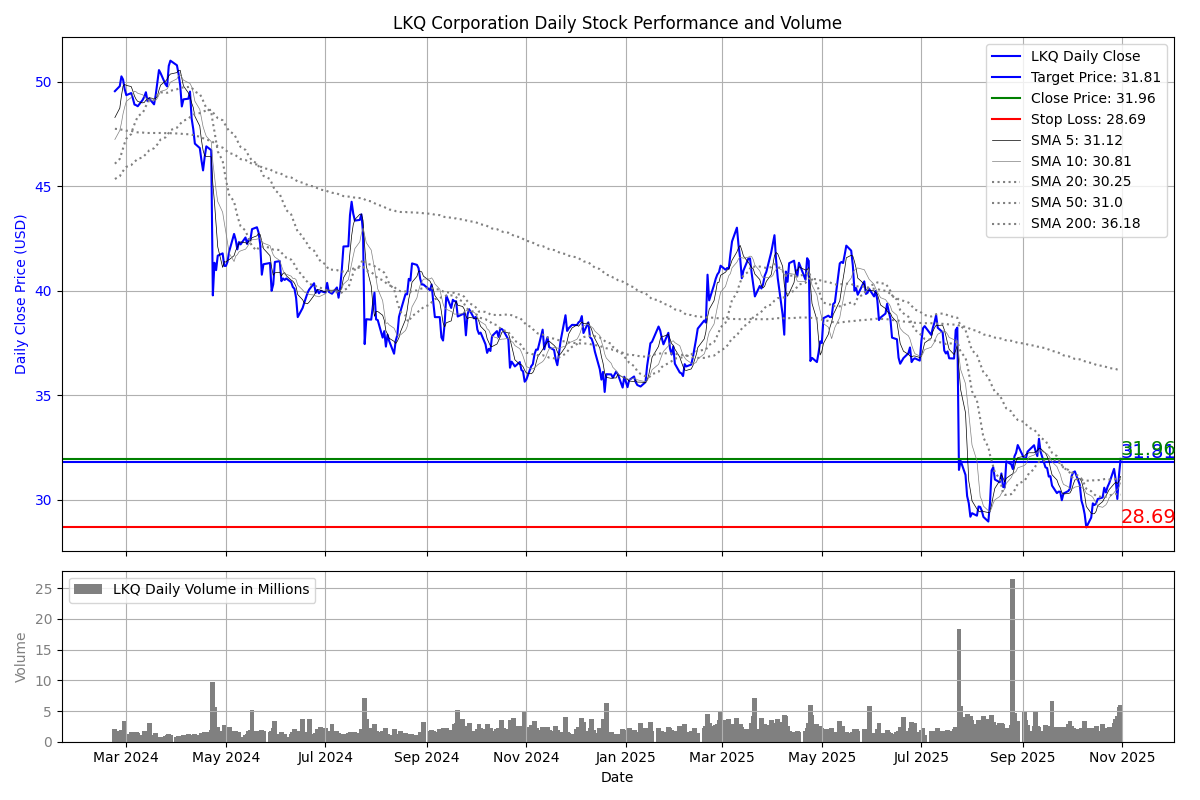 LKQ Corporation Daily Stock Performance and Volume
Daily Close Price (USD)
50
45
40
35
30
LKQ Daily Close
Target Price: 31.81
Close Price: 31.96
Stop Loss: 28.69
SMA 5: 31.12
SMA 10: 30.81
SMA 20: 30.25
SMA 50: 31.0
SMA 200: 36.18
31.96
31.81
28.69
Volume
25
20
15
10
5
0
LKQ Daily Volume in Millions
Mar 2024 May 2024 Jul 2024 Sep 2024 Nov 2024 Jan 2025 Mar 2025 May 2025 Jul 2025 Sep 2025 Nov 2025
Date